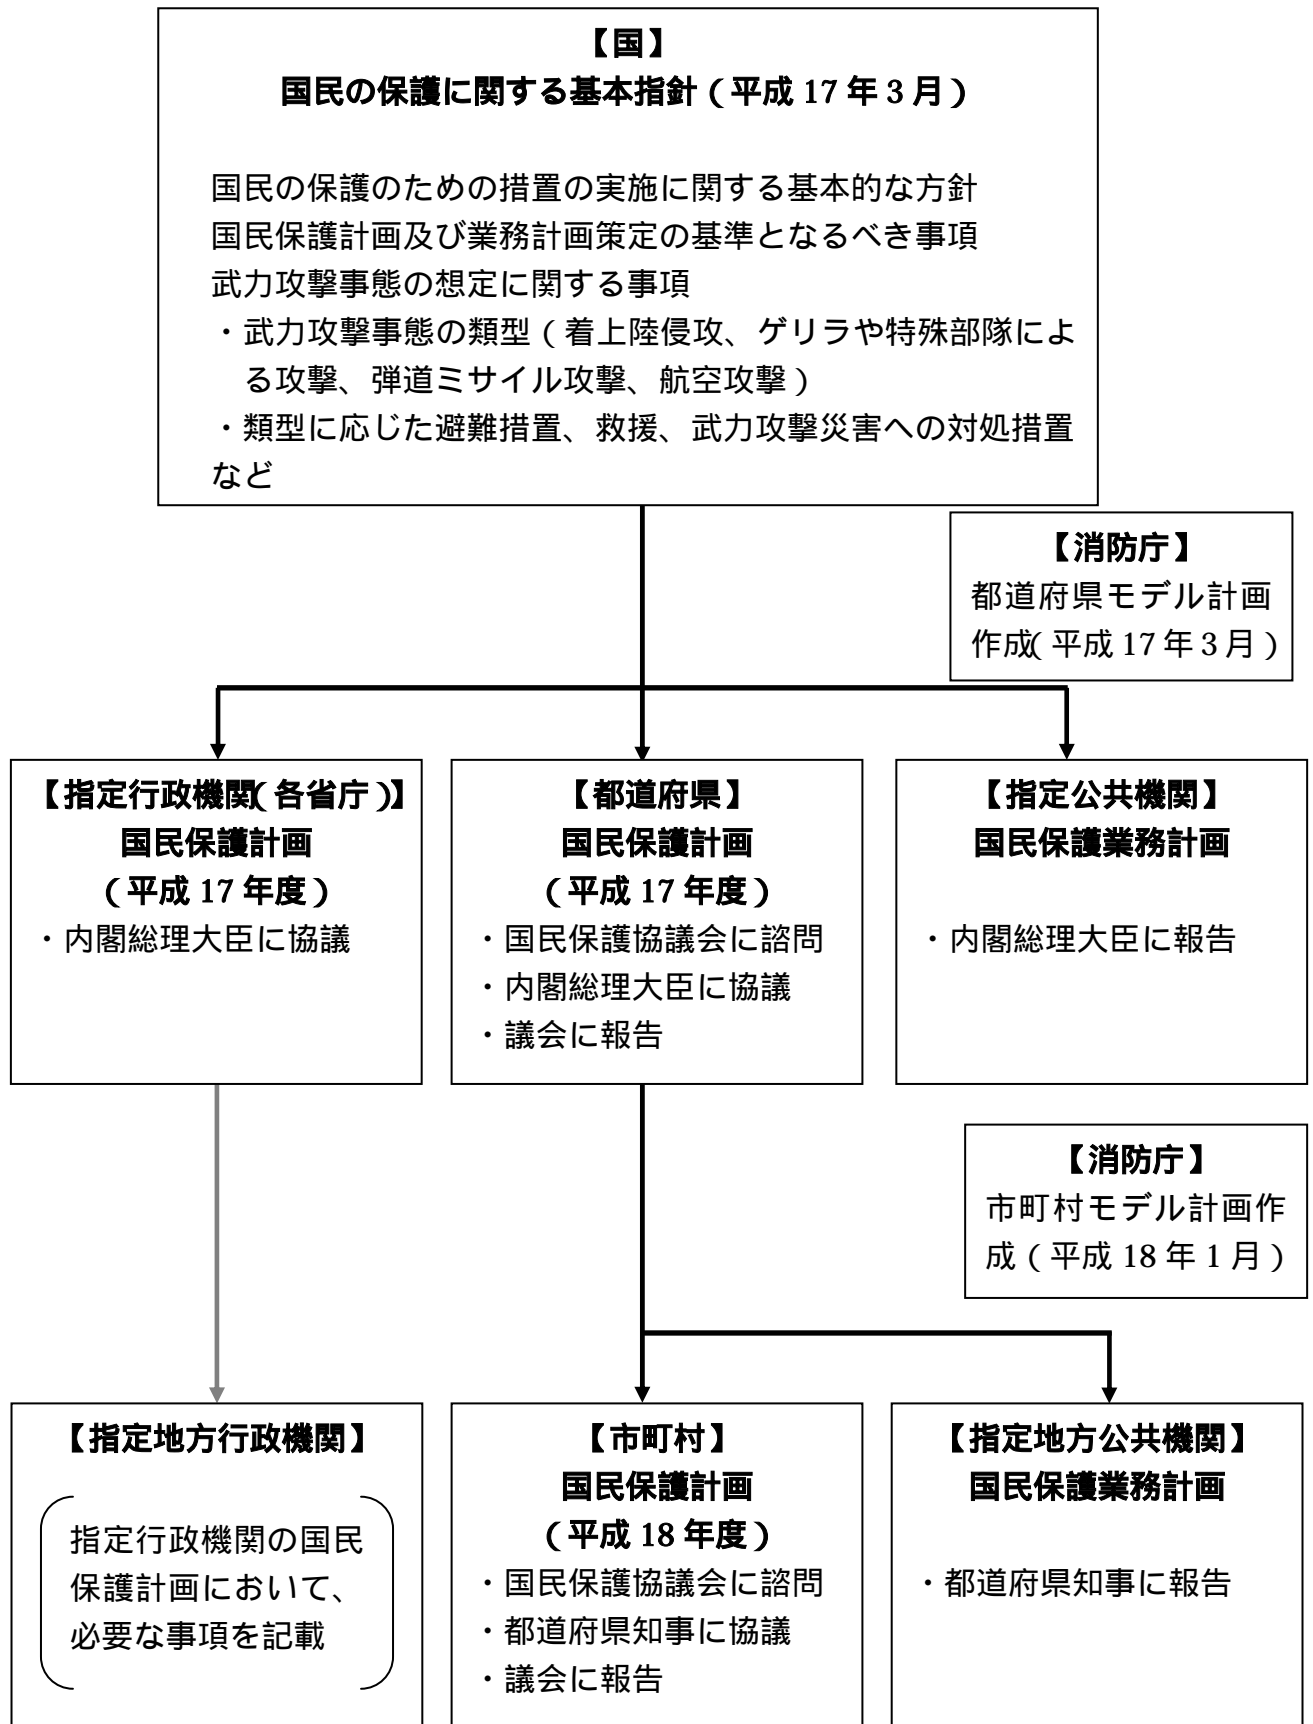 【国】
国民の保護に関する基本指針(平成 17 年 3 月)
国民の保護のための措置の実施に関する基本的な方針
国民保護計画及び業務計画策定の基準となるべき事項
武力攻撃事態の想定に関する事項
・武力攻撃事態の類型(着上陸侵攻、ゲリラや特殊部隊によ
る攻撃、弾道ミサイル攻撃、航空攻撃)
・類型に応じた避難措置、救援、武力攻撃災害への対処措置
など
【消防庁】
都道府県モデル計画
作成(平成 17 年 3 月)
【指定行政機関(各省庁)】
国民保護計画
(平成 17 年度)
・内閣総理大臣に協議
【都道府県】
国民保護計画
(平成 17 年度)
・国民保護協議会に諮問
・内閣総理大臣に協議
・議会に報告
【指定公共機関】
国民保護業務計画
・内閣総理大臣に報告
【消防庁】
市町村モデル計画作
成(平成 18 年 1 月)
【指定地方行政機関】
指定行政機関の国民
保護計画において、
必要な事項を記載
【市町村】
国民保護計画
(平成 18 年度)
・国民保護協議会に諮問
・都道府県知事に協議
・議会に報告
【指定地方公共機関】
国民保護業務計画
・都道府県知事に報告